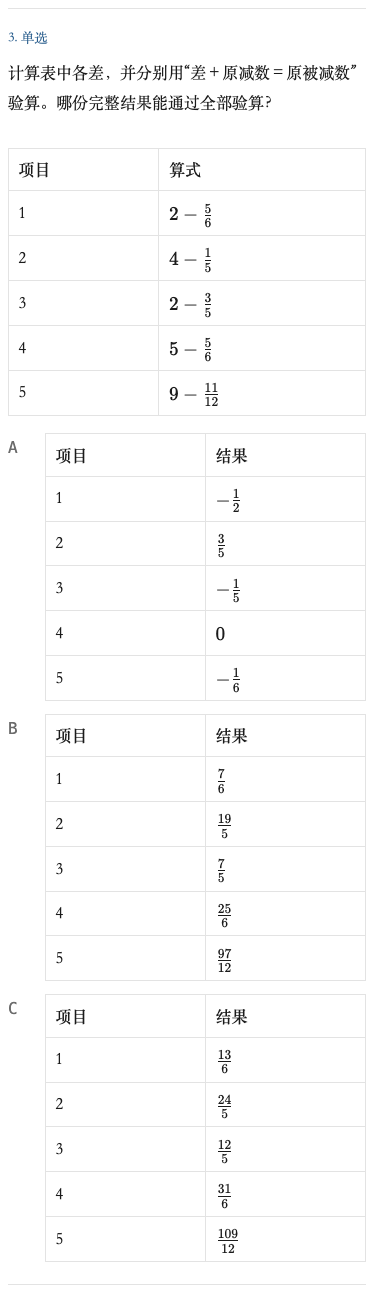 3. 单选
计算表中各差，并分别用“差 + 原减数 = 原被减数”
验算。哪份完整结果能通过全部验算？
项目 算式
1 2 − 5/6
2 4 − 1/5
3 2 − 3/5
4 5 − 5/6
5 9 − 11/12
A
项目 结果
1 −1/2
2 3/5
3 −1/5
4 0
5 −1/6
B
项目 结果
1 7/6
2 19/5
3 7/5
4 25/6
5 97/12
C
项目 结果
1 13/6
2 24/5
3 12/5
4 31/6
5 109/12